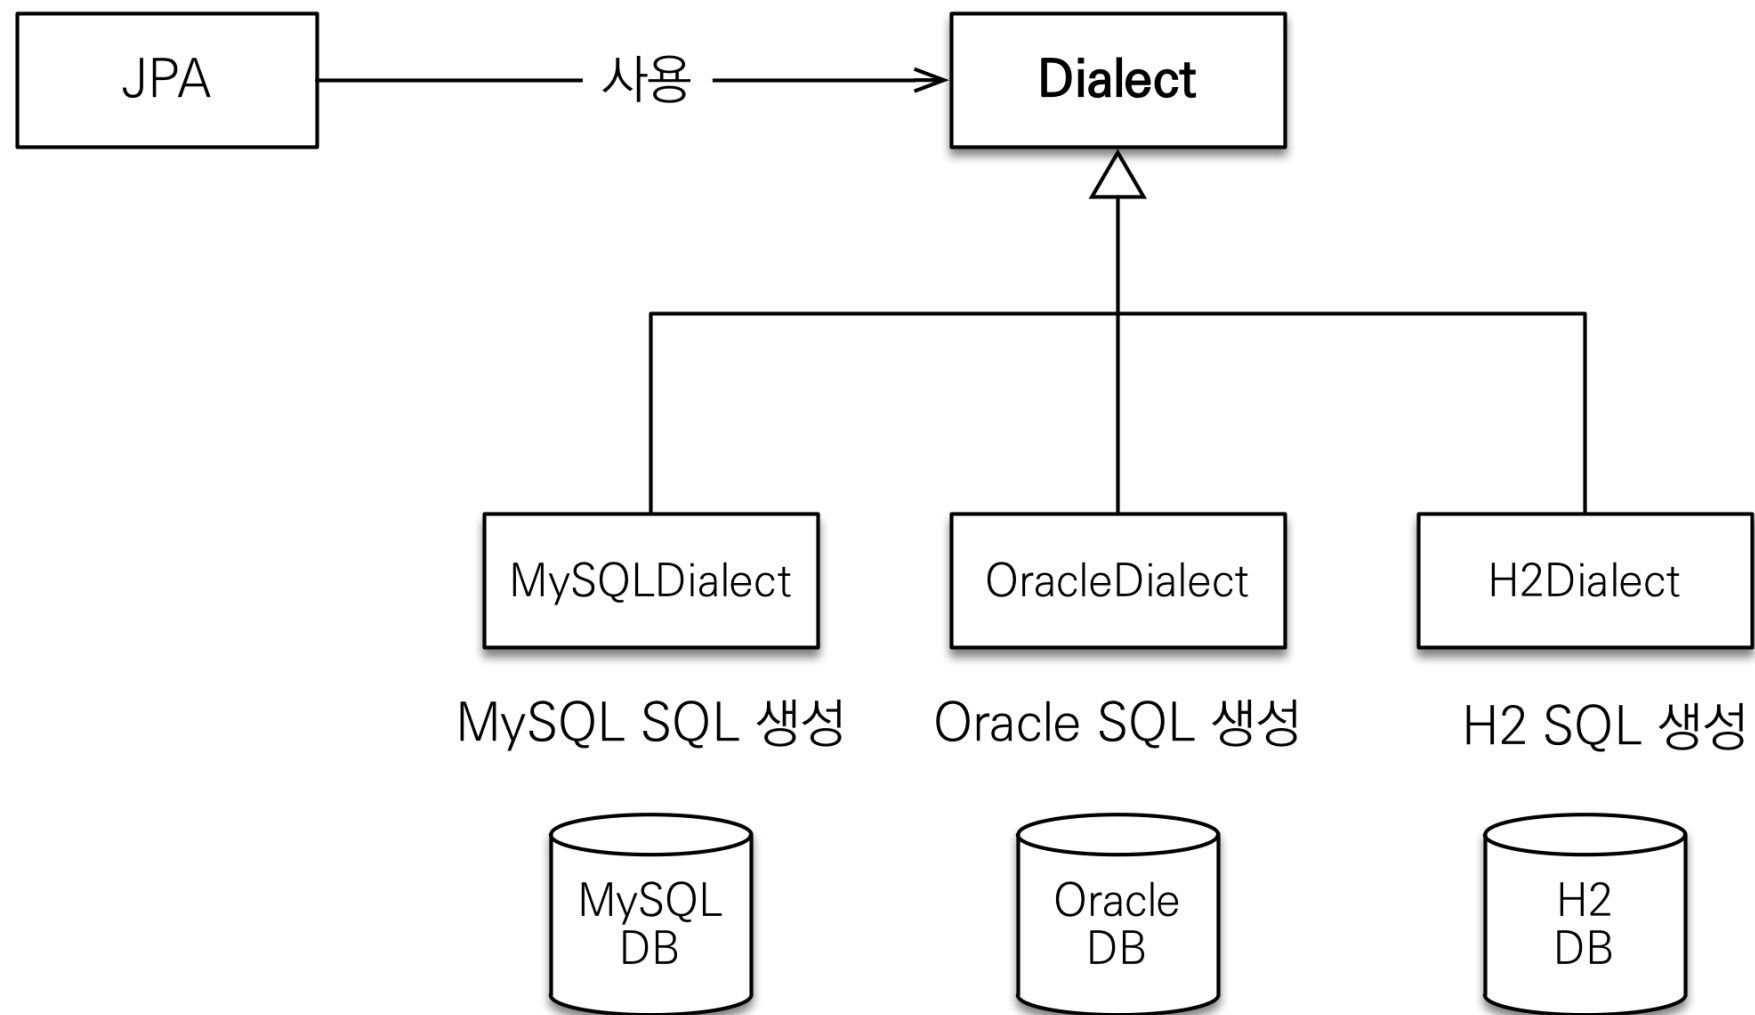 JPA
사용
Dialect
MySQLDialect
OracleDialect
H2Dialect
MySQL SQL 생성
Oracle SQL 생성
H2 SQL 생성
MySQL
DB
Oracle
DB
H2
DB